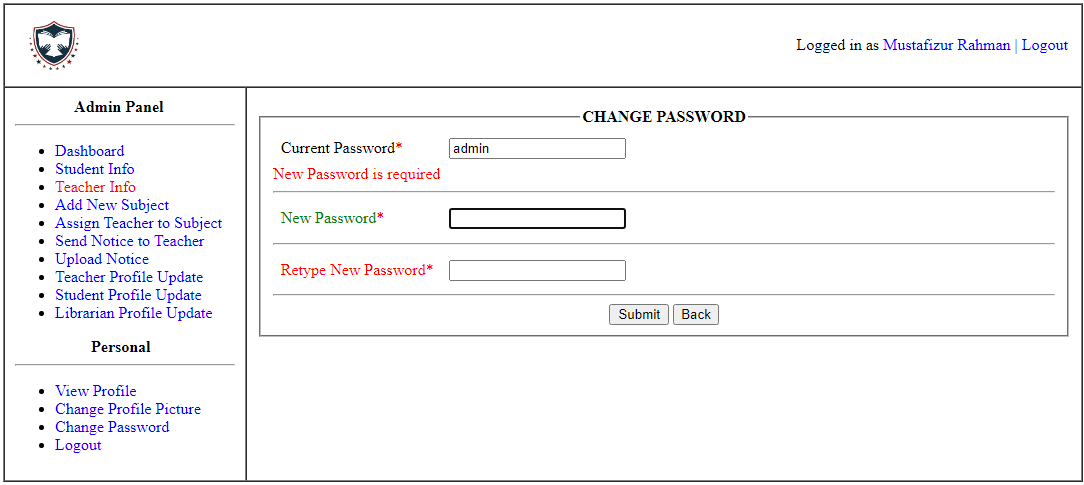 Logged in as Mustafizur Rahman | Logout
Admin Panel
Dashboard
Student Info
Teacher Info
Add New Subject
Assign Teacher to Subject
Send Notice to Teacher
Upload Notice
Teacher Profile Update
Student Profile Update
Librarian Profile Update
Personal
View Profile
Change Profile Picture
Change Password
Logout
CHANGE PASSWORD
Current Password* admin
New Password is required
New Password*
Retype New Password*
Submit Back